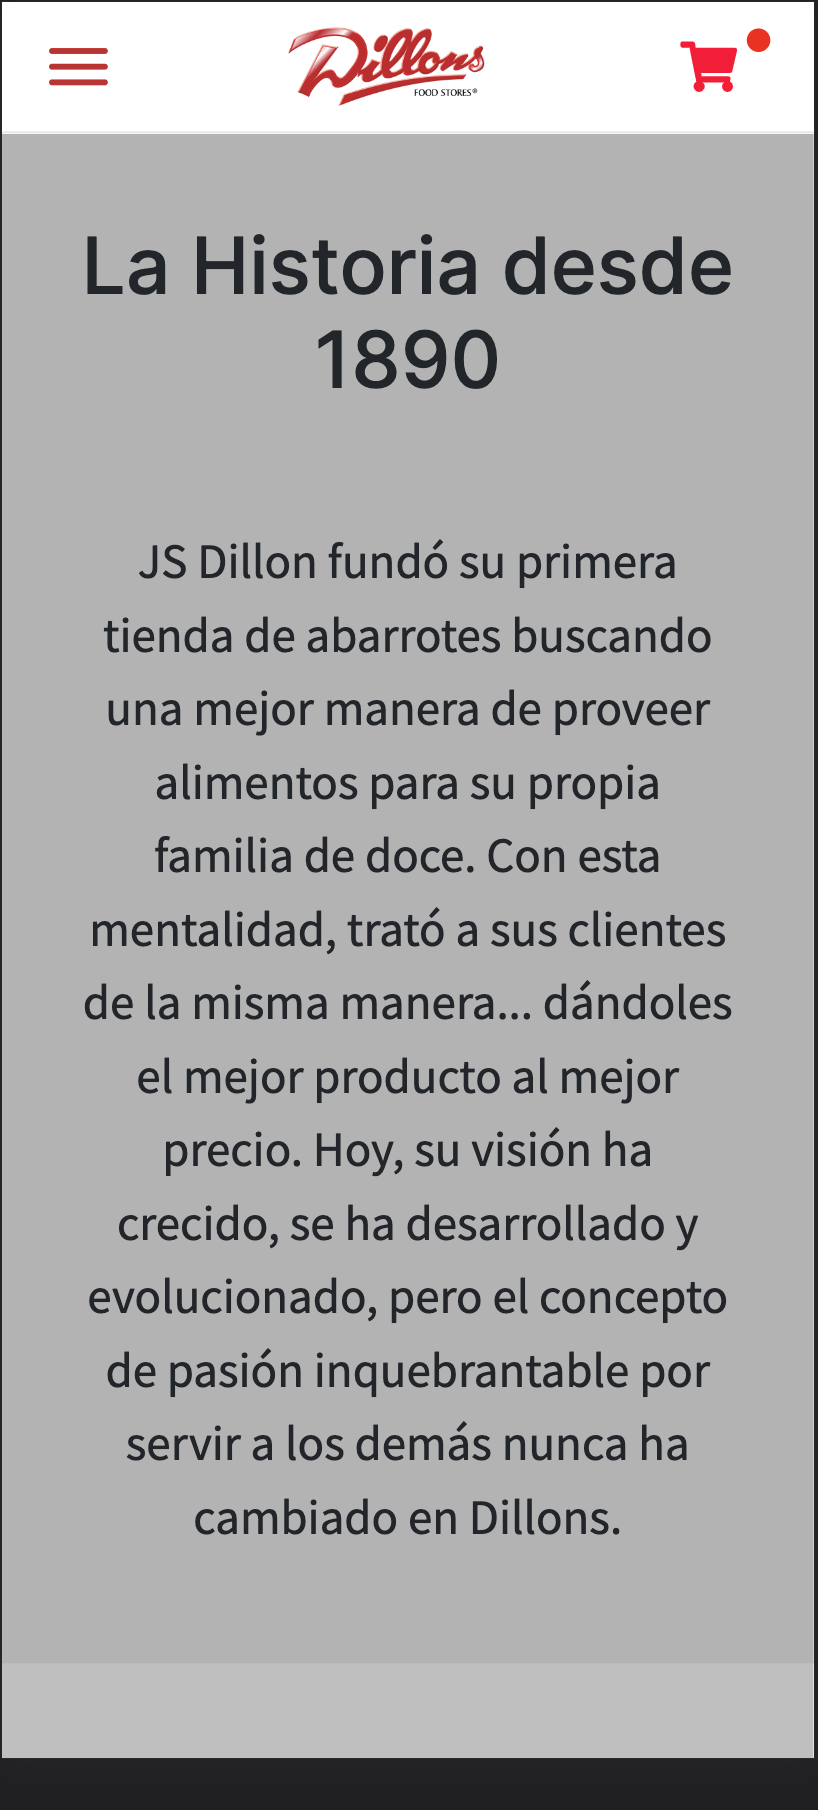 Dillons
FOOD STORES®
La Historia desde
1890
JS Dillon fundó su primera
tienda de abarrotes buscando
una mejor manera de proveer
alimentos para su propia
familia de doce. Con esta
mentalidad, trató a sus clientes
de la misma manera... dándoles
el mejor producto al mejor
precio. Hoy, su visión ha
crecido, se ha desarrollado y
evolucionado, pero el concepto
de pasión inquebrantable por
servir a los demás nunca ha
cambiado en Dillons.